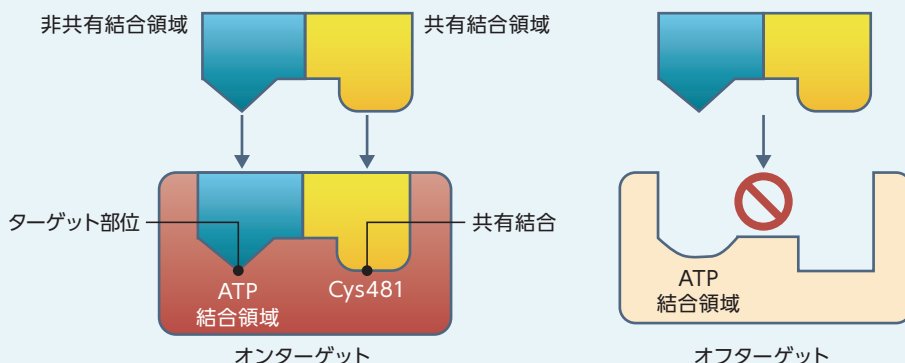 非共有結合領域
共有結合領域
ターゲット部位
共有結合
ATP
結合領域
Cys481
オンターゲット
ATP
結合領域
オフターゲット